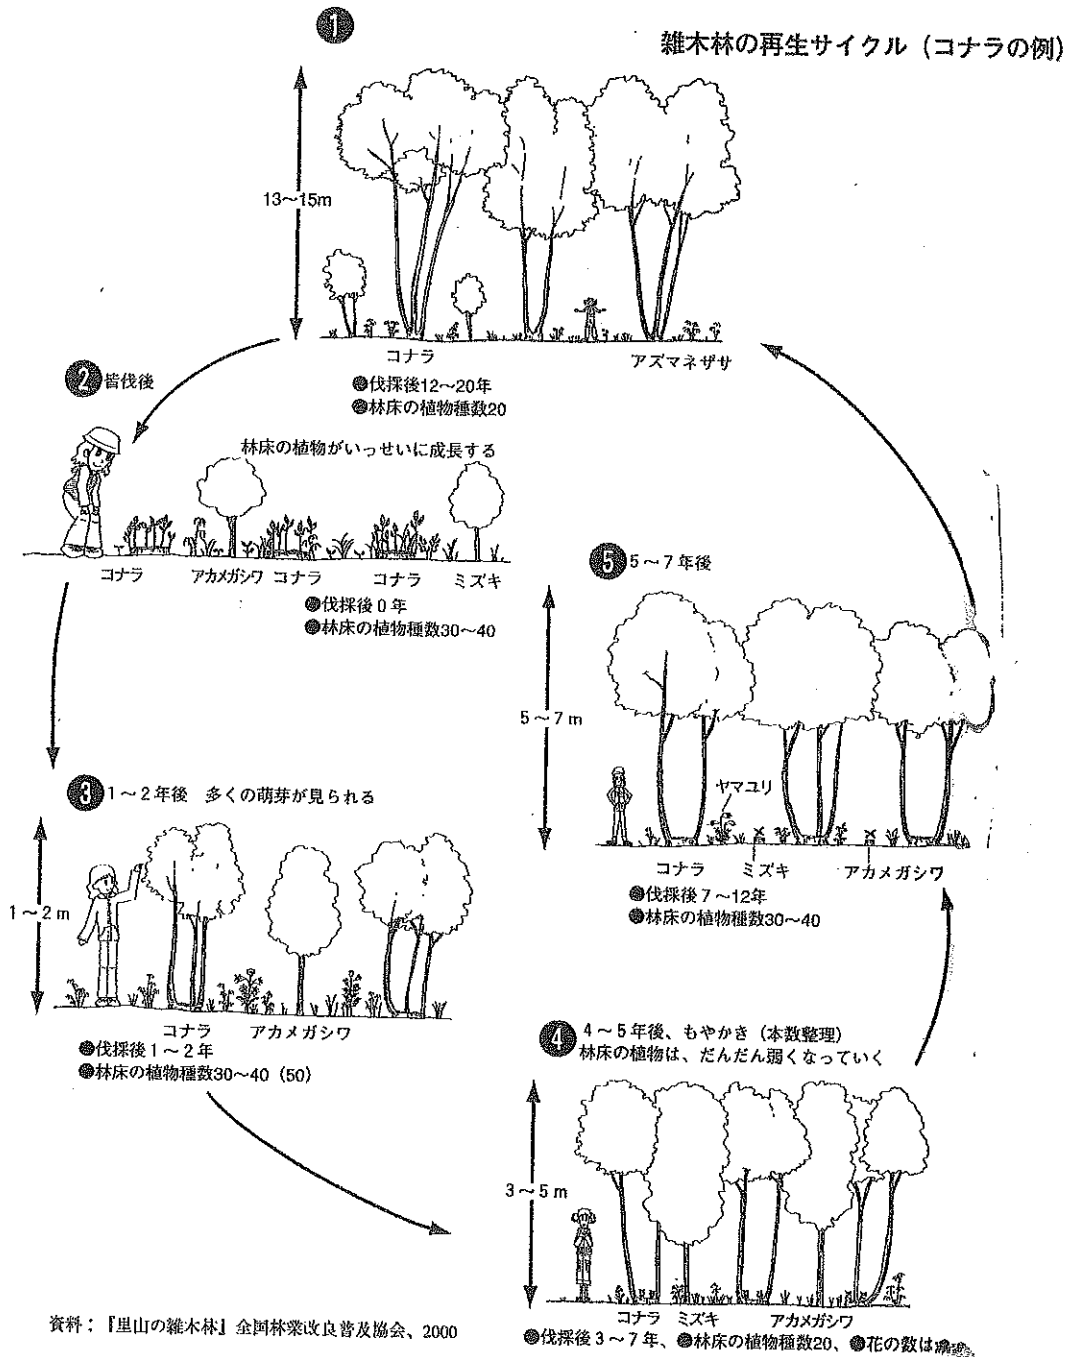 雑木林の再生サイクル（コナラの例）
1
13～15m
コナラ
アズマネザサ
●伐採後12～20年
●林床の植物種数20
2 皆伐後
林床の植物がいっせいに成長する
コナラ アカメガシワ コナラ コナラ ミズキ
●伐採後0年
●林床の植物種数30～40
3 1～2年後 多くの萌芽が見られる
1～2m
コナラ アカメガシワ
●伐採後1～2年
●林床の植物種数30～40（50）
4 4～5年後、もやかき（本数整理）
林床の植物は、だんだん弱くなっていく
3～5m
コナラ ミズキ アカメガシワ
●伐採後3～7年、●林床の植物種数20、●花の数は
5 5～7年後
5～7m
ヤマユリ
コナラ ミズキ アカメガシワ
●伐採後7～12年
●林床の植物種数30～40
資料：『里山の雑木林』全国林業改良普及協会、2000